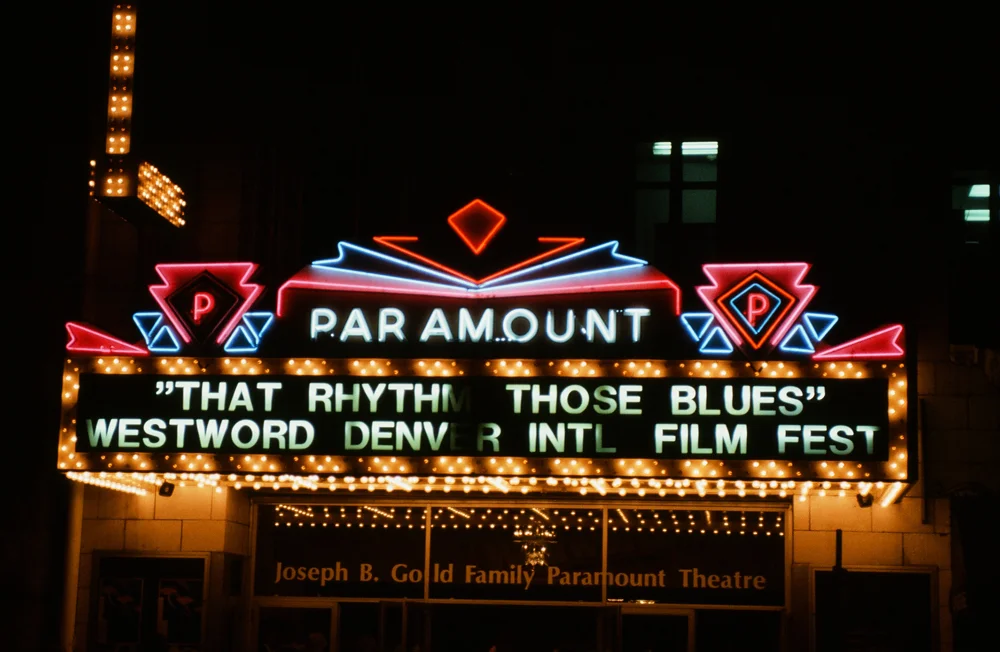 PARAMOUNT
P
P
"THAT RHYTHM THOSE BLUES"
WESTWORD DENVER INTL FILM FEST
Joseph B. Gould Family Paramount Theatre